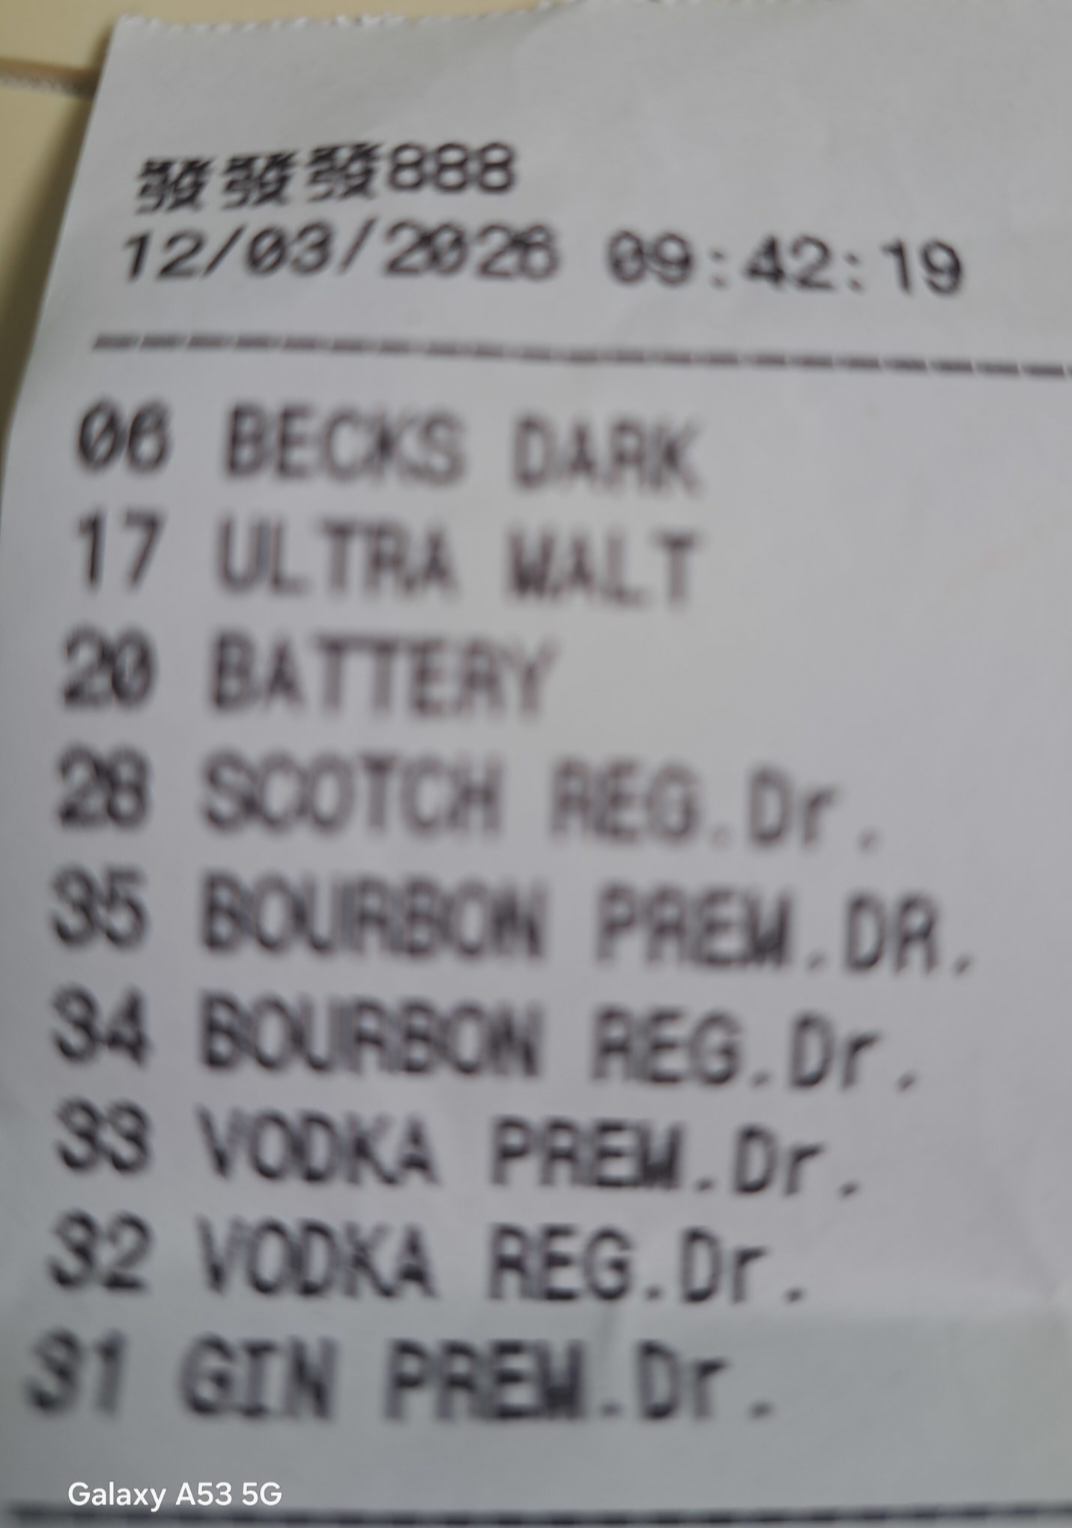 發發發888
12/03/2026 09:42:19
06 BECKS DARK
17 ULTRA MALT
20 BATTERY
28 SCOTCH REG.Dr.
35 BOURBON PREM.DR.
34 BOURBON REG.Dr.
33 VODKA PREM.Dr.
32 VODKA REG.Dr.
31 GIN PREM.Dr.
Galaxy A53 5G